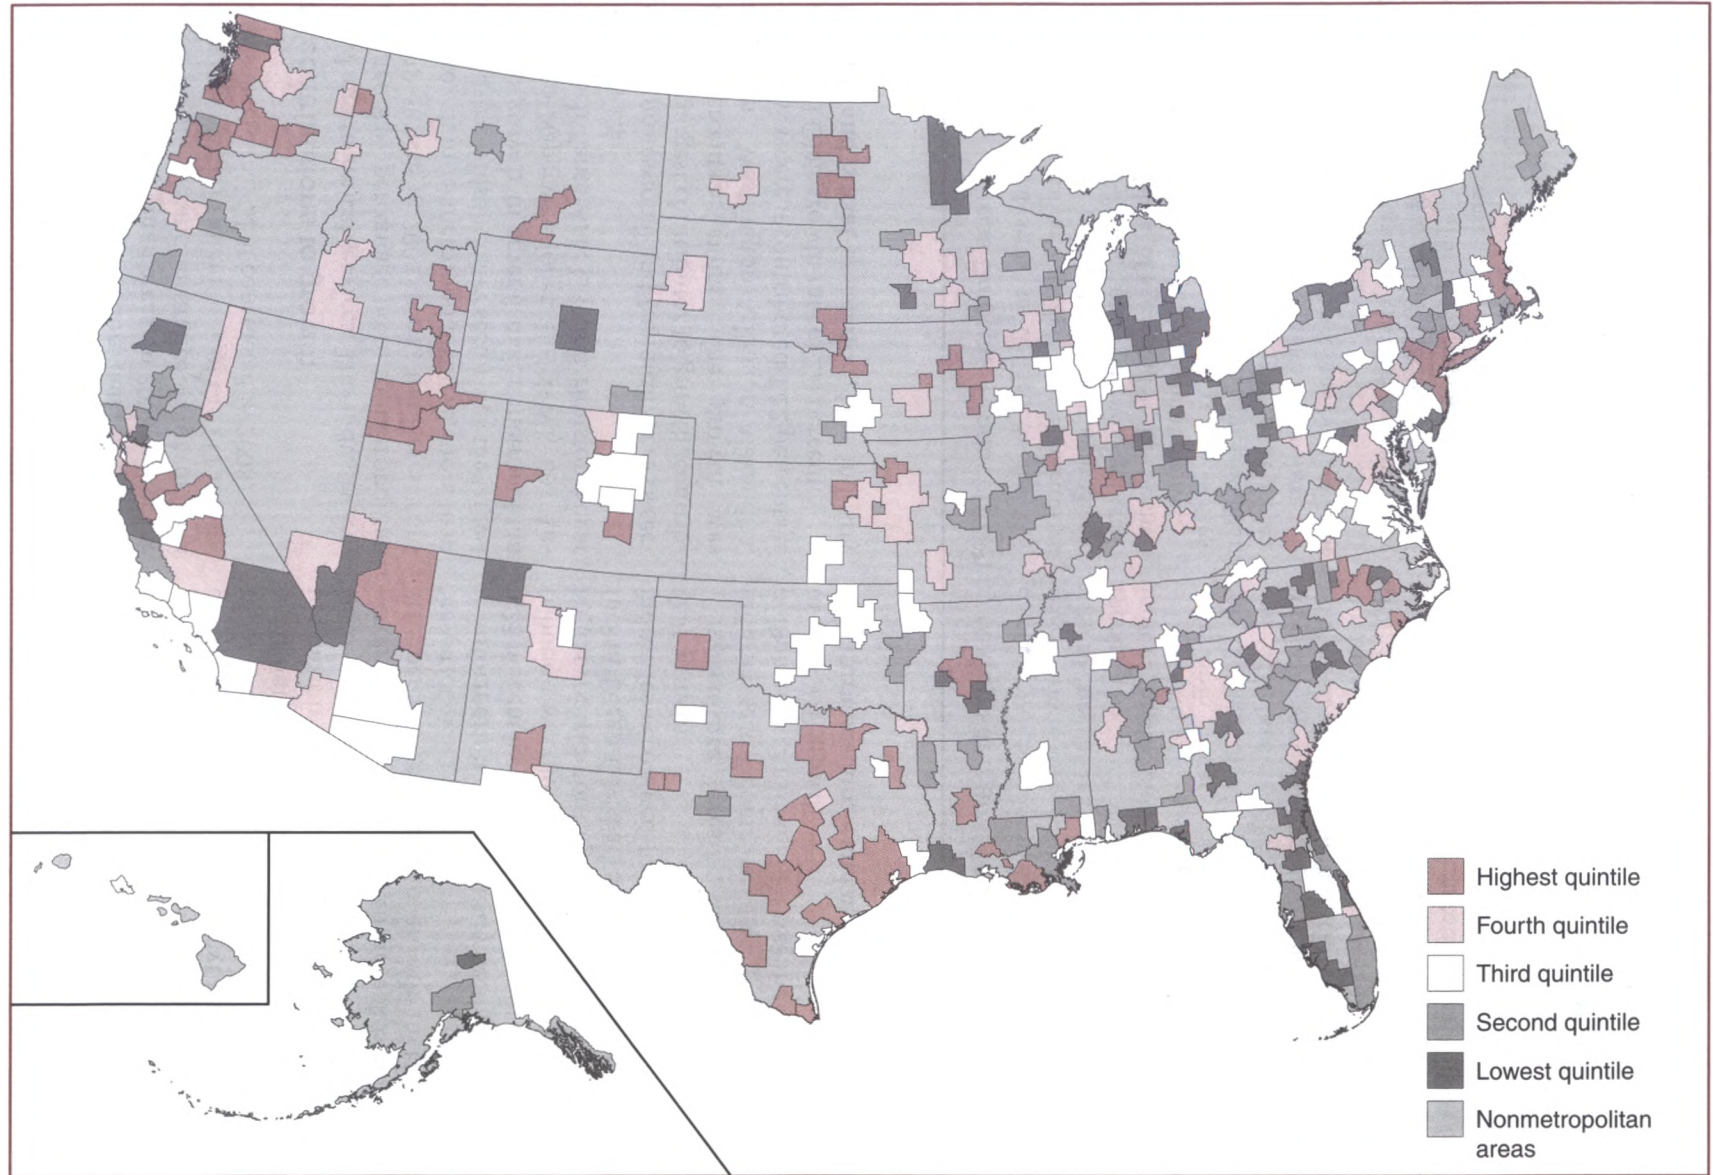 Highest quintile
Fourth quintile
Third quintile
Second quintile
Lowest quintile
Nonmetropolitan
areas